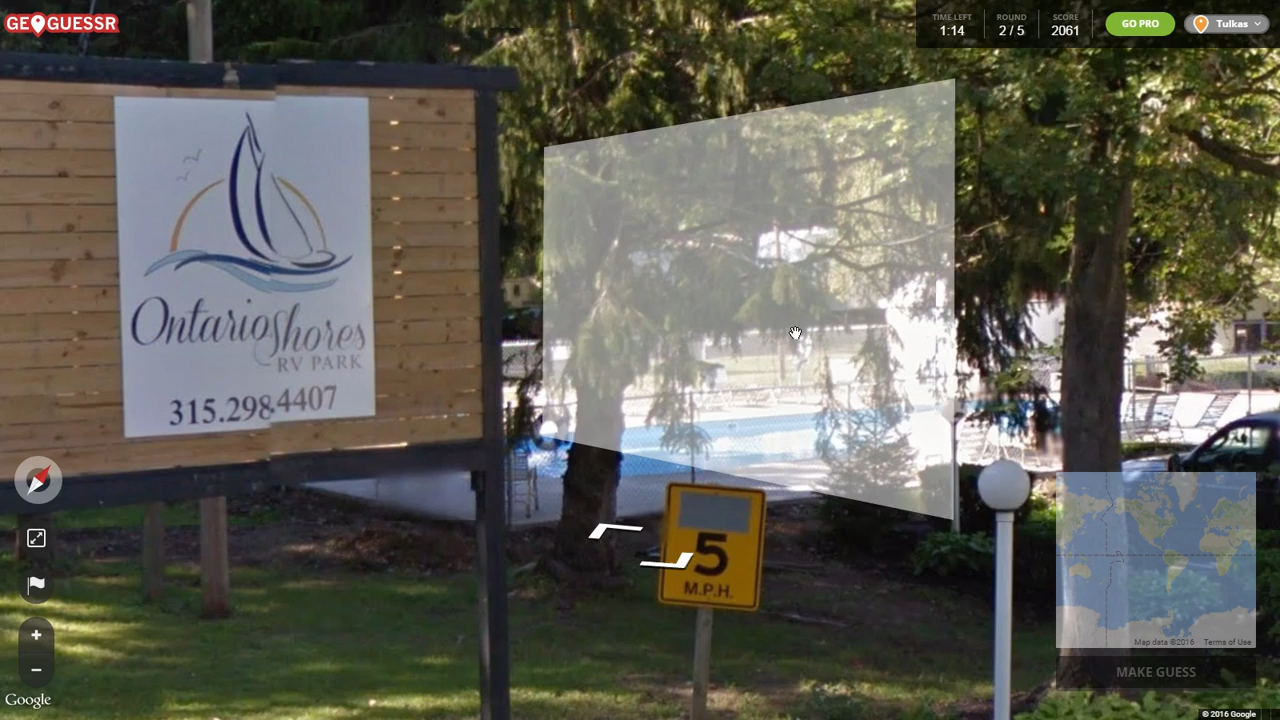 GEOGUESSR
TIME LEFT
1:14
ROUND
2 / 5
SCORE
2061
GO PRO
Tulkas
Ontario Shores
RV PARK
315.298.4407
5
M.P.H.
Map data ©2016 Terms of Use
MAKE GUESS
Google
© 2016 Google